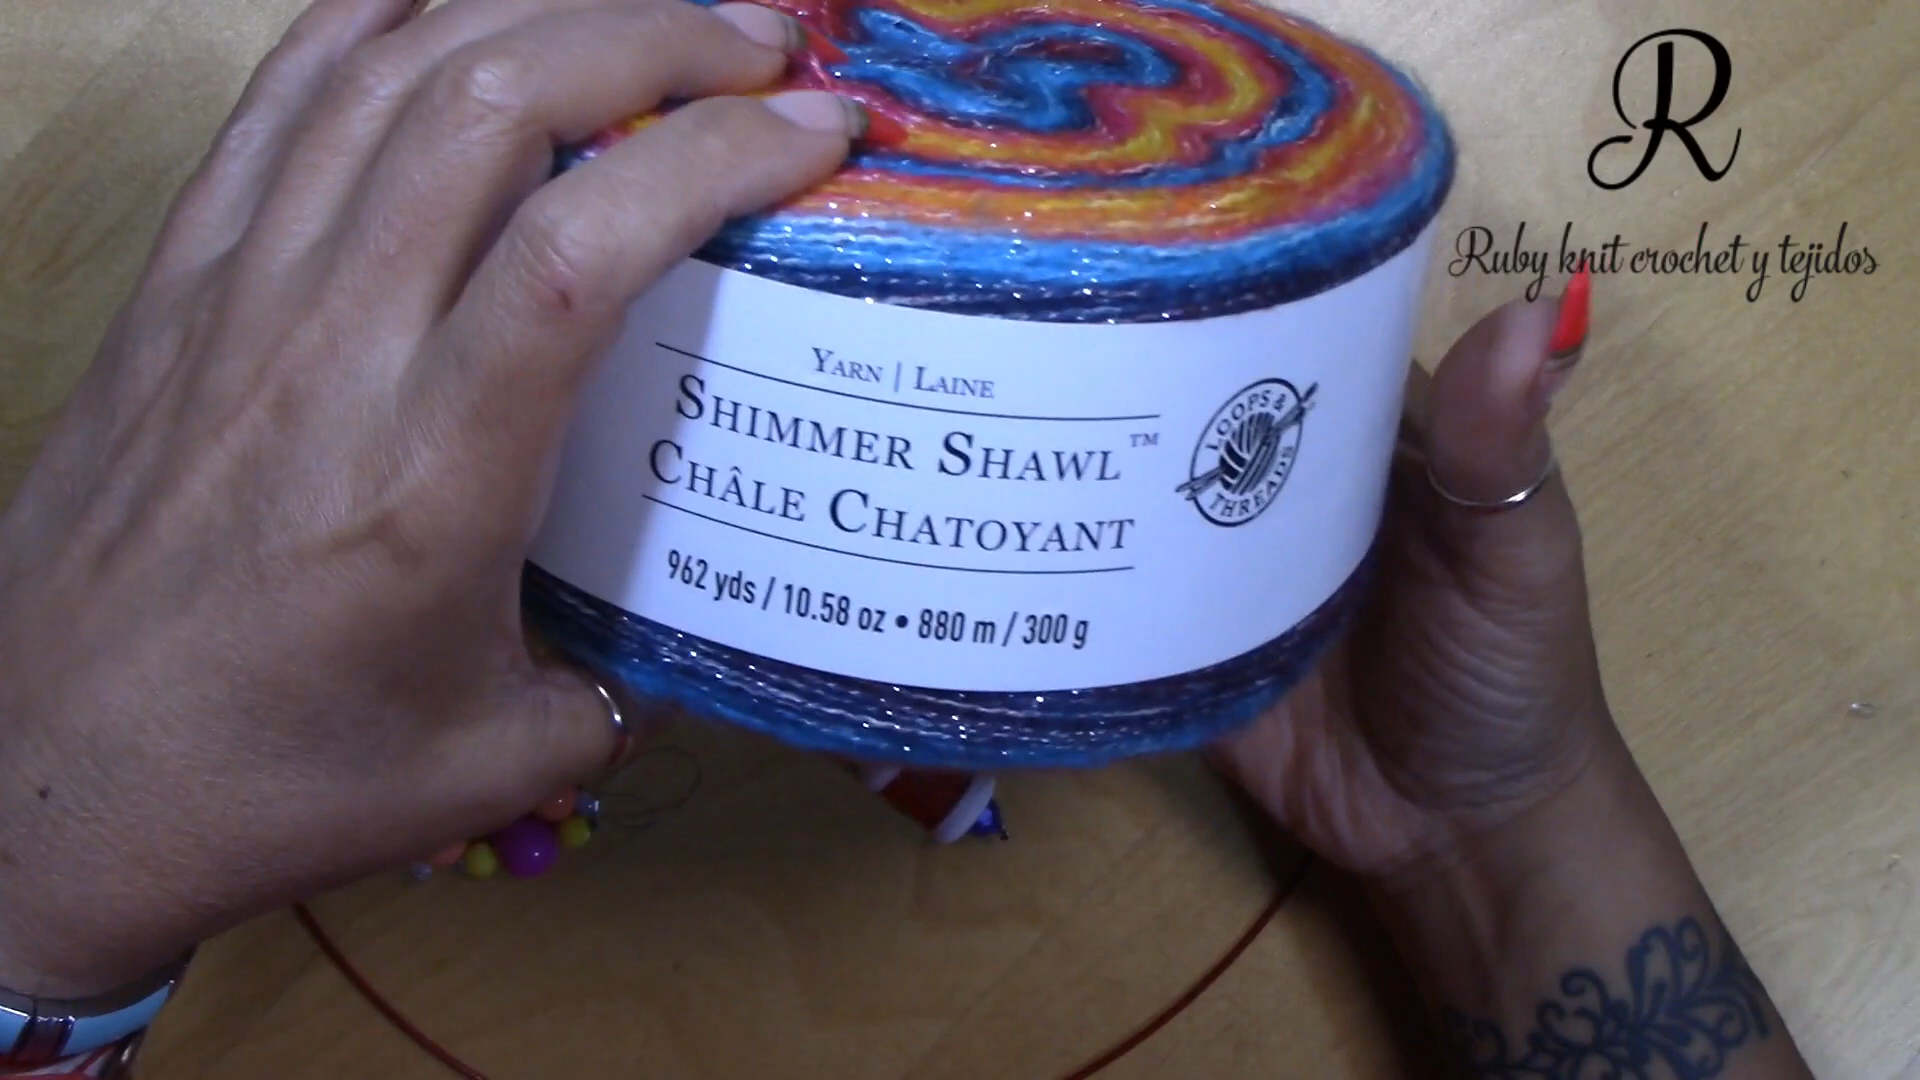 R
Ruby knit crochet y tejidos
YARN | LAINE
SHIMMER SHAWL™
CHÂLE CHATOYANT
LOOPS &
THREADS
962 yds / 10.58 oz • 880 m / 300 g